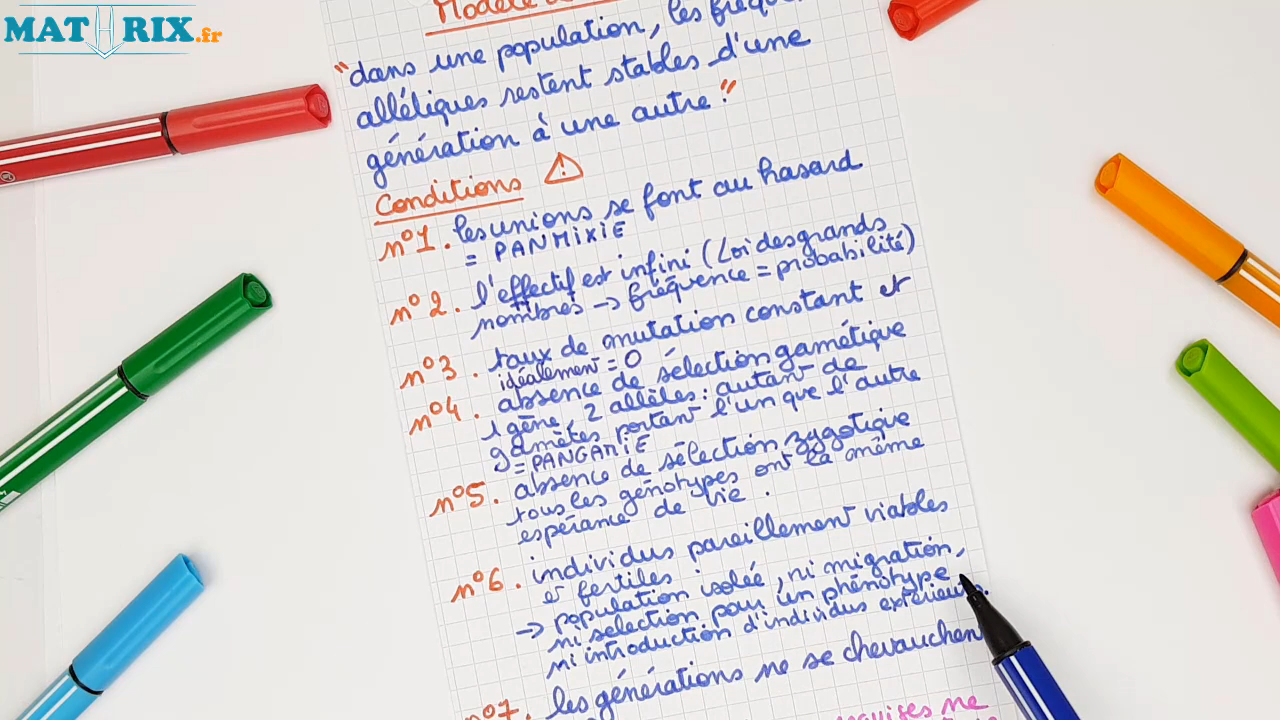 MATHRIX.fr
Modèle
"dans une population, les fréque
alléliques restent stables d'une
génération à une autre."
Conditions ⚠
n°1. les unions se font au hasard
= PANMIXIE
n°2. l'effectif est infini (Loi des grands
nombres → fréquence = probabilité)
n°3. taux de mutation constant et
idéalement = 0
n°4. absence de sélection gamétique
1 gène, 2 allèles : autant de
gamètes portant l'un que l'autre
= PANGAMIE
n°5. absence de sélection zygotique
tous les génotypes ont la même
espérance de vie.
n°6. individus pareillement viables
et fertiles.
→ population isolée, ni migration,
ni selection pour un phénotype
ni introduction d'individus extérieurs.
n°7. les générations ne se chevauchen
ne